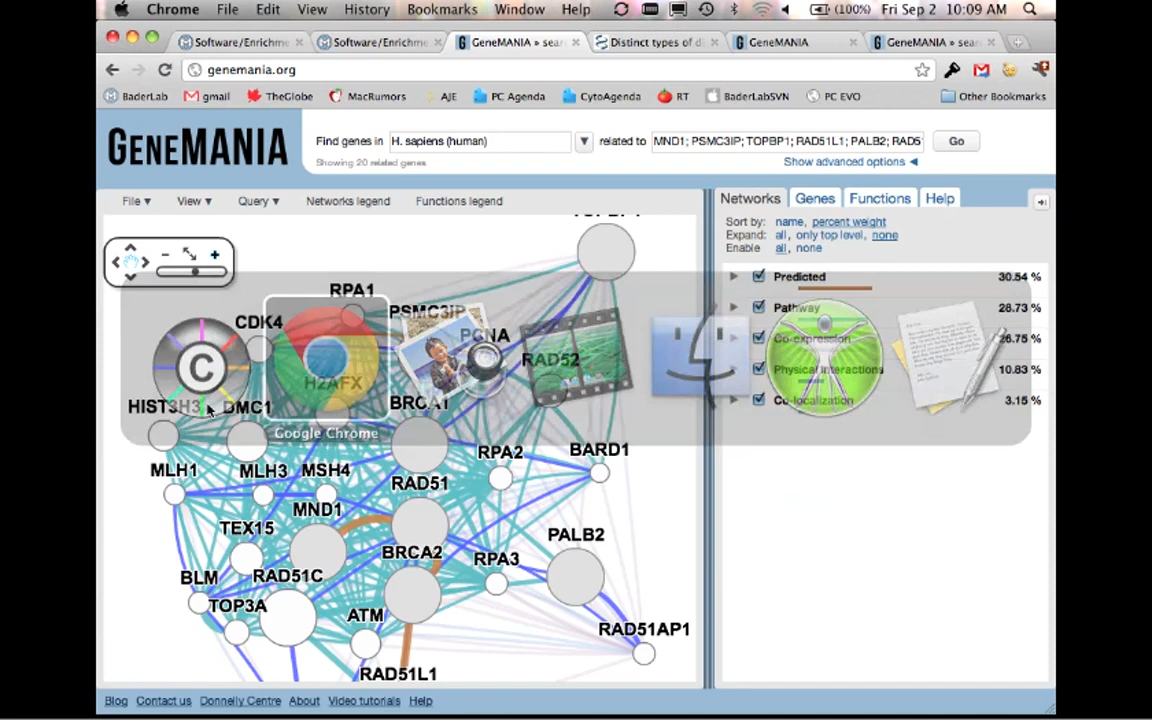 Chrome File Edit View History Bookmarks Window Help (100%) Fri Sep 2 10:09 AM
Software/Enrichme Software/Enrichme GeneMANIA » sear Distinct types of di GeneMANIA GeneMANIA » sear
genemania.org
BaderLab gmail TheGlobe MacRumors AJE PC Agenda CytoAgenda RT BaderLabSVN PC EVO Other Bookmarks
GENEMANIA
Find genes in H. sapiens (human) related to MND1; PSMC3IP; TOPBP1; RAD51L1; PALB2; RAD5 Go
Showing 20 related genes Show advanced options
File View Query Networks legend Functions legend
Networks Genes Functions Help
Sort by: name, percent weight
Expand: all, only top level, none
Enable all, none
Predicted 30.54 %
Pathway 28.73 %
Co-expression 26.75 %
Physical interactions 10.83 %
Co-localization 3.15 %
RPA1
PSMC3IP
CDK4
PCNA
RAD52
H2AFX
C
HIST3H3 DMC1 BRCA1
Google Chrome
MLH1 MLH3 MSH4 RPA2 BARD1
RAD51
MND1
TEX15
BRCA2 PALB2
BLM RAD51C RPA3
TOP3A ATM
RAD51AP1
RAD51L1
Blog Contact us Donnelly Centre About Video tutorials Help